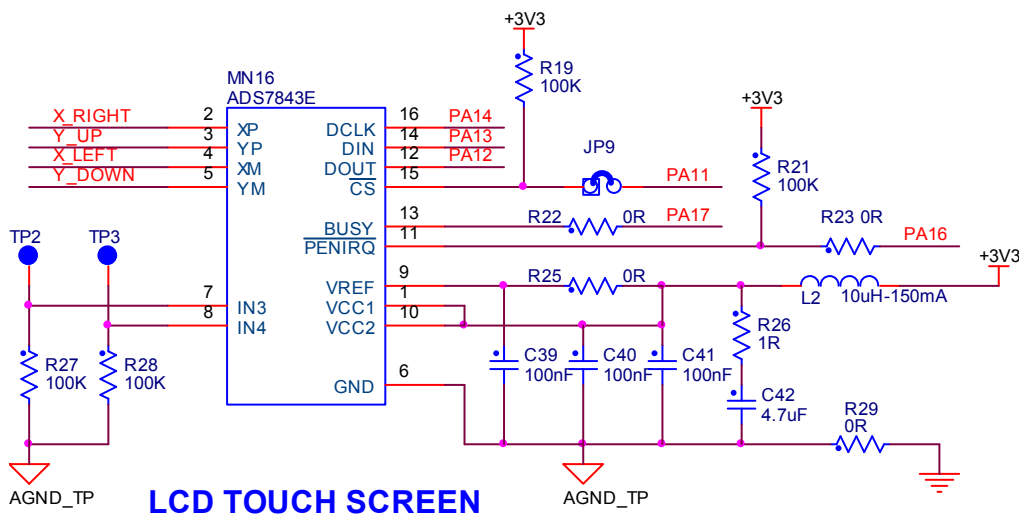 +3V3
R19
100K
MN16
ADS7843E
+3V3
X_RIGHT 2 XP
Y_UP 3 YP
X_LEFT 4 XM
Y_DOWN 5 YM
DCLK 16 PA14
DIN 14 PA13
DOUT 12 PA12
CS 15
JP9
PA11
R21
100K
BUSY 13 R22 0R PA17
PENIRQ 11
R23 0R
PA16
TP2
TP3
+3V3
VREF 9 R25 0R
L2 10uH-150mA
VCC1 1
VCC2 10
7 IN3
8 IN4
R26
1R
R27
100K
R28
100K
C39
100nF
C40
100nF
C41
100nF
GND 6
C42
4.7uF
R29
0R
AGND_TP
AGND_TP
LCD TOUCH SCREEN